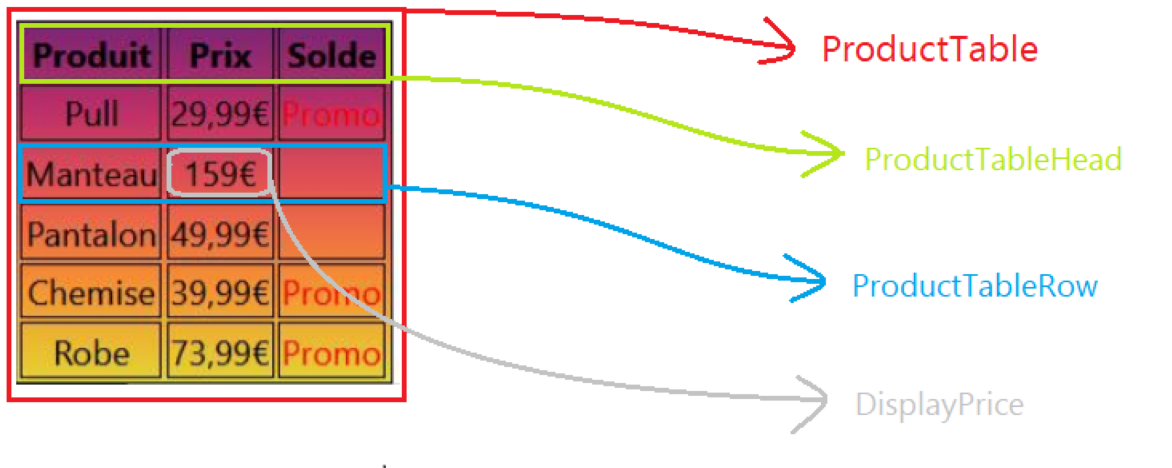 Produit Prix Solde
Pull 29,99€ Promo
Manteau 159€
Pantalon 49,99€
Chemise 39,99€ Promo
Robe 73,99€ Promo
ProductTable
ProductTableHead
ProductTableRow
DisplayPrice